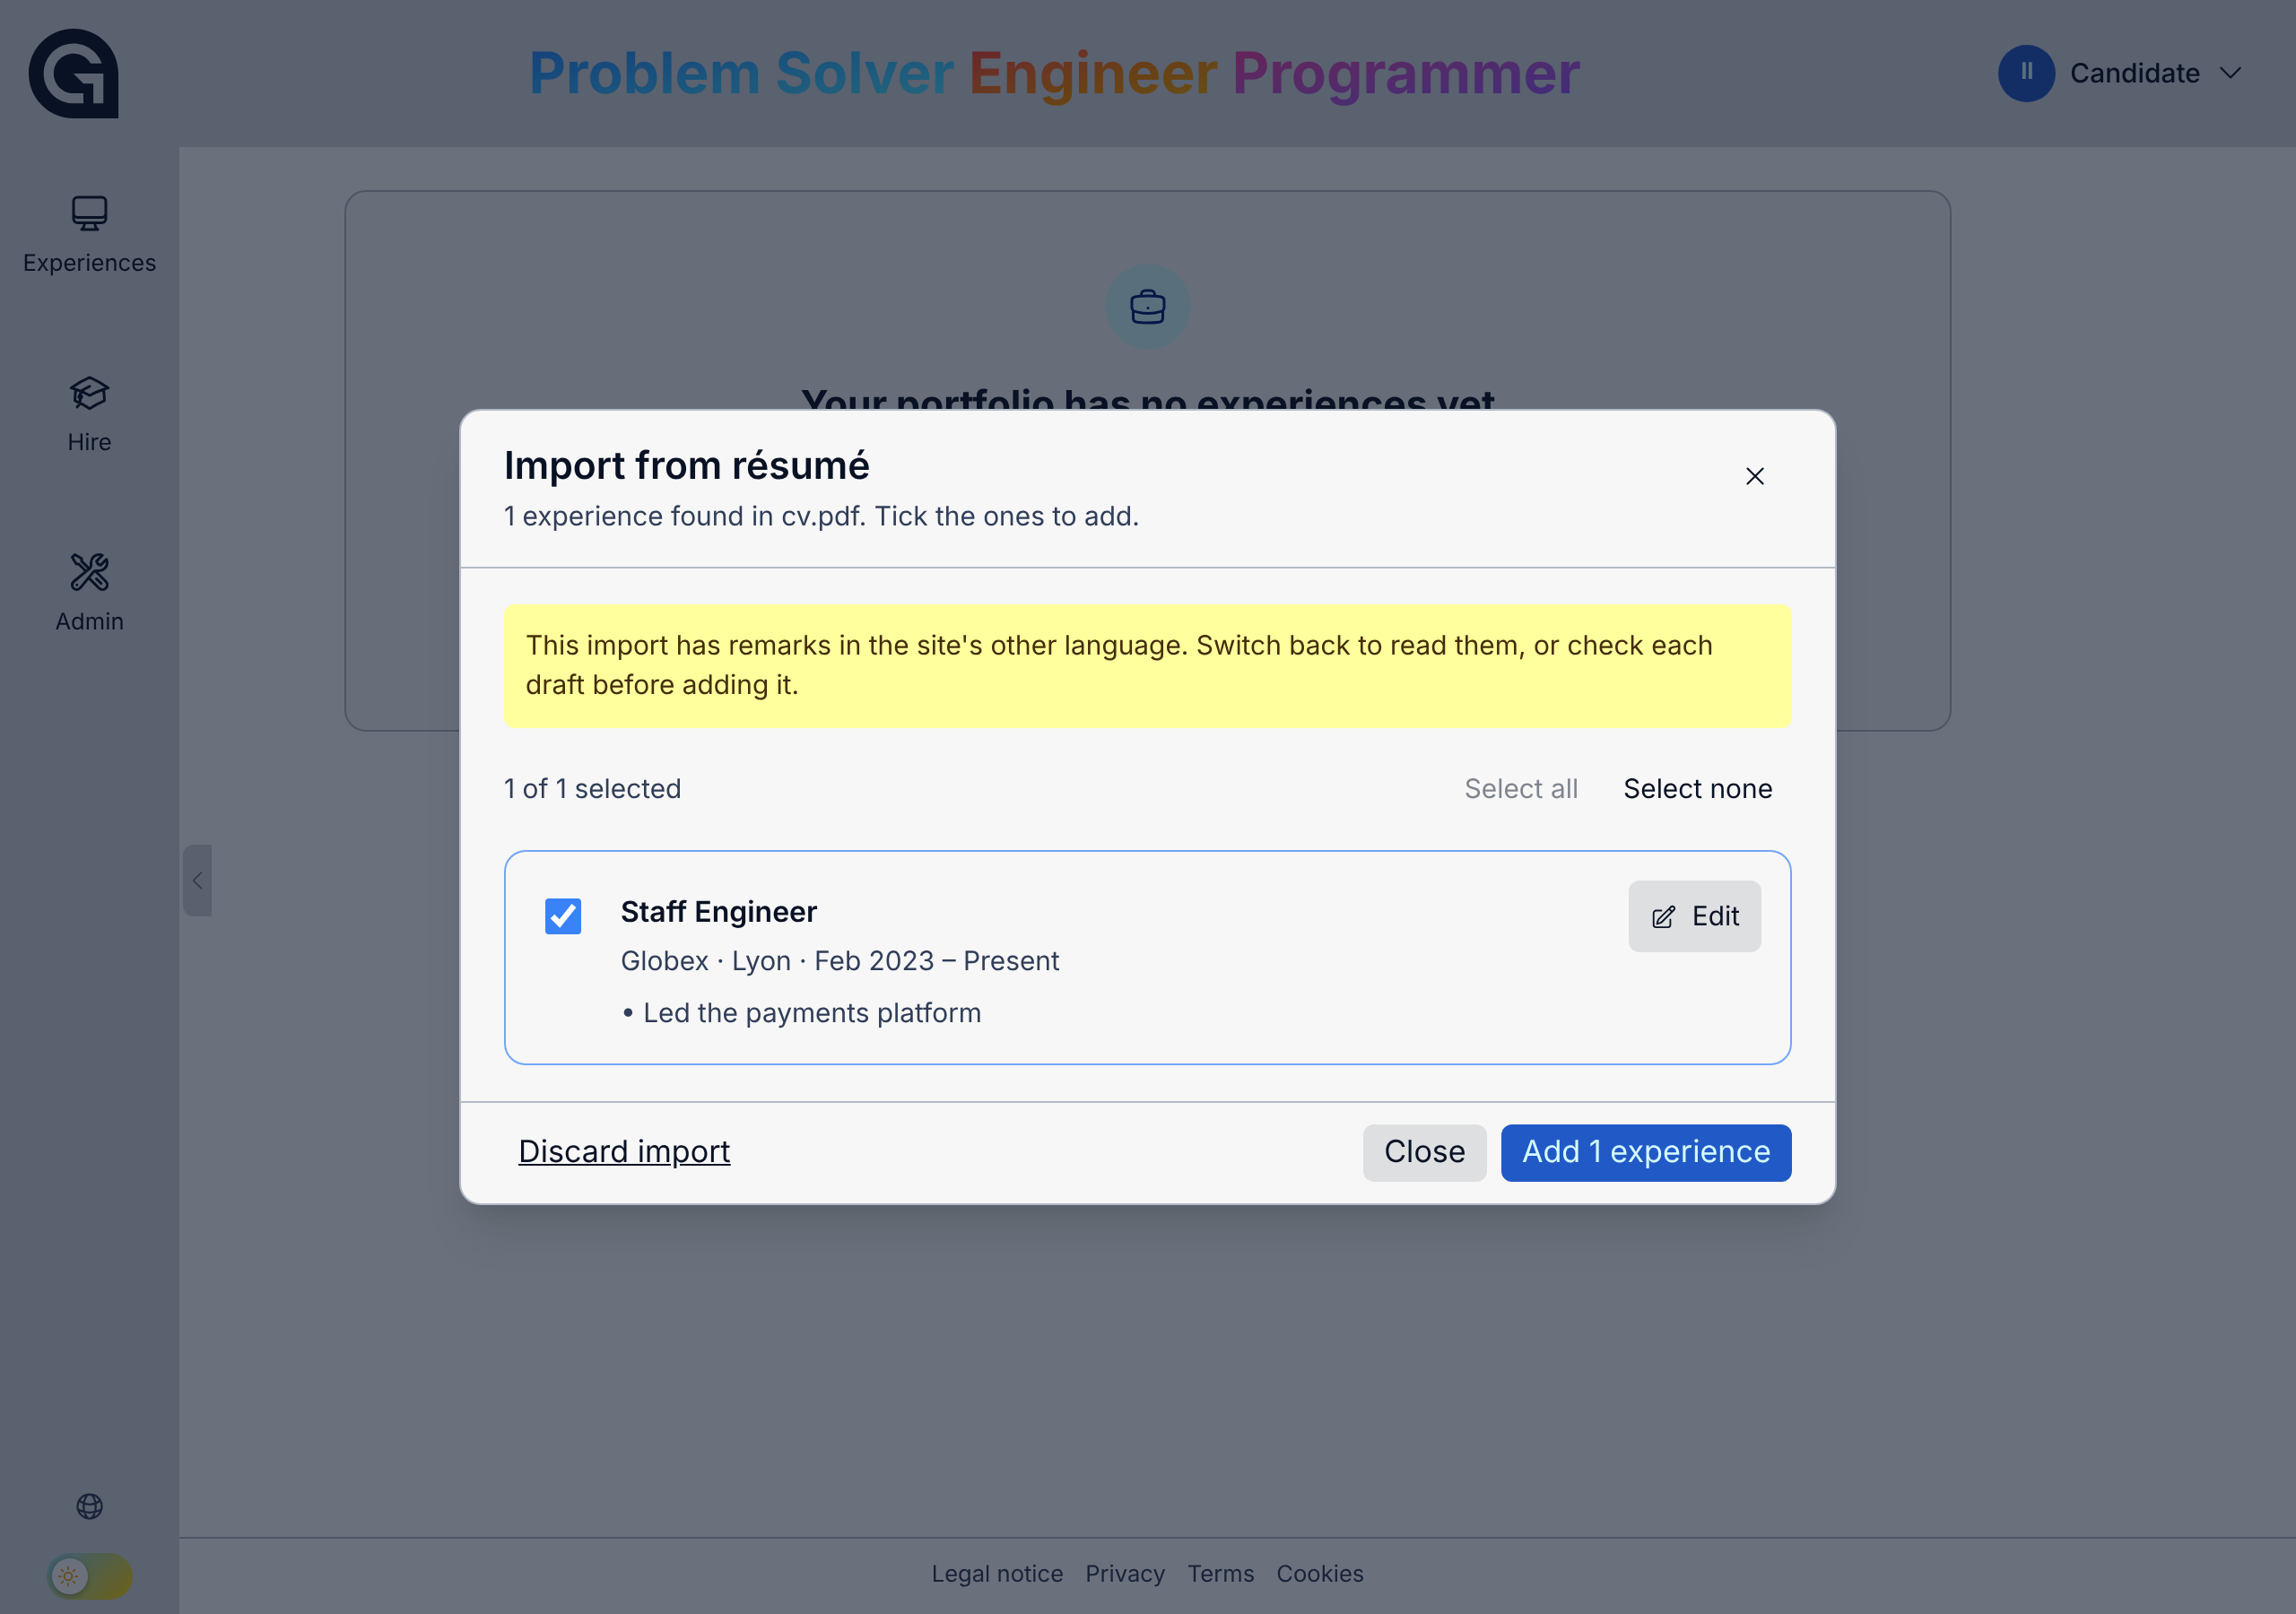 Problem Solver Engineer Programmer
II
Candidate
Experiences
Hire
Admin
Your portfolio has no experiences yet
Import from résumé
1 experience found in cv.pdf. Tick the ones to add.
This import has remarks in the site's other language. Switch back to read them, or check each
draft before adding it.
1 of 1 selected
Select all
Select none
Staff Engineer
Edit
Globex · Lyon · Feb 2023 – Present
• Led the payments platform
Discard import
Close
Add 1 experience
Legal notice Privacy Terms Cookies